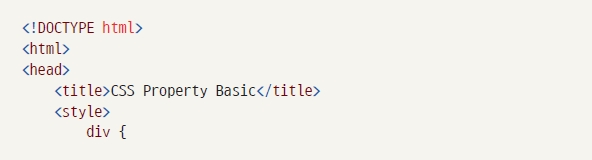 <!DOCTYPE html>
<html>
<head>
    <title>CSS Property Basic</title>
    <style>
        div {